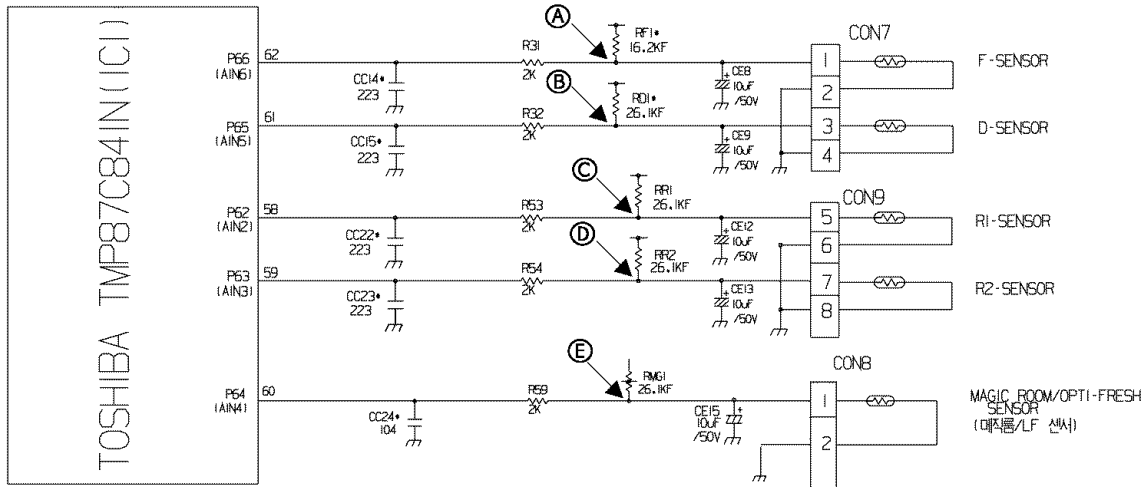 TOSHIBA TMP87C841N(IC1)
P66
(AIN6)
62
CC14*
223
R31
2K
A
RF1*
16.2KF
CE8
10uF
/50V
CON7
1
F-SENSOR
2
P65
(AIN5)
61
CC15*
223
R32
2K
B
RD1*
26.1KF
CE9
10uF
/50V
3
D-SENSOR
4
P62
(AIN2)
58
CC22*
223
R53
2K
C
RR1
26.1KF
CE12
10uF
/50V
CON9
5
R1-SENSOR
6
P63
(AIN3)
59
CC23*
223
R54
2K
D
RR2
26.1KF
CE13
10uF
/50V
7
R2-SENSOR
8
P64
(AIN4)
60
CC24*
104
R59
2K
E
RMG1
26.1KF
CE15
10uF
/50V
CON8
1
MAGIC ROOM/OPTI-FRESH
SENSOR
(매직룸/LF 센서)
2